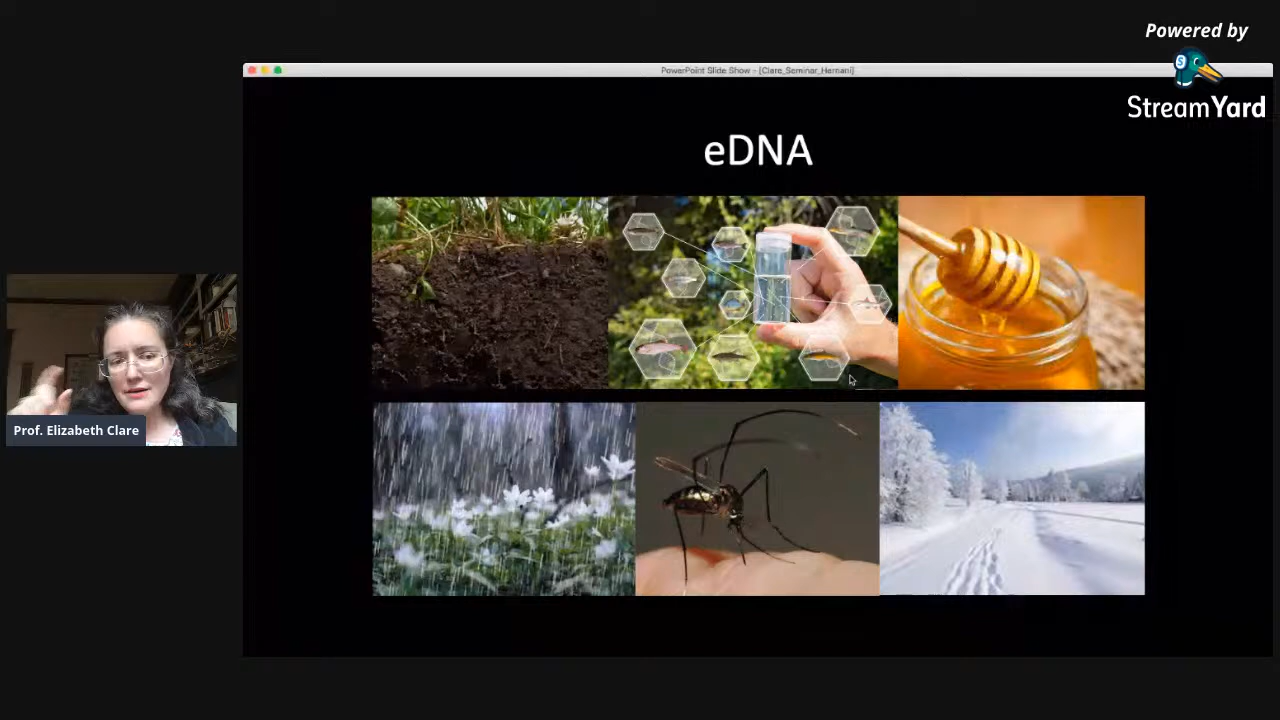 Powered by
StreamYard
PowerPoint Slide Show - [Clare_Seminar_Hernani]
eDNA
Prof. Elizabeth Clare